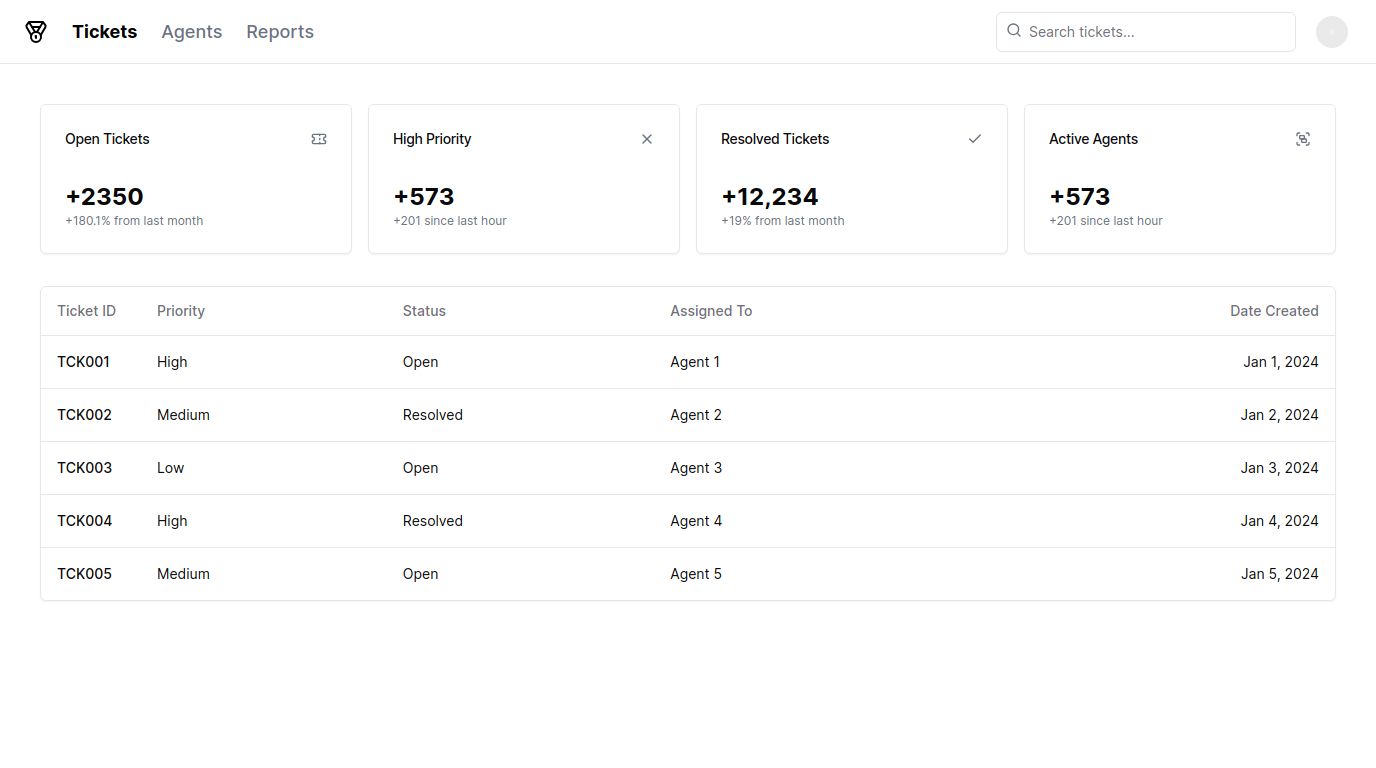 Tickets Agents Reports Search tickets...
Open Tickets High Priority Resolved Tickets Active Agents
+2350 +573 +12,234 +573
+180.1% from last month +201 since last hour +19% from last month +201 since last hour
Ticket ID Priority Status Assigned To Date Created
TCK001 High Open Agent 1 Jan 1, 2024
TCK002 Medium Resolved Agent 2 Jan 2, 2024
TCK003 Low Open Agent 3 Jan 3, 2024
TCK004 High Resolved Agent 4 Jan 4, 2024
TCK005 Medium Open Agent 5 Jan 5, 2024